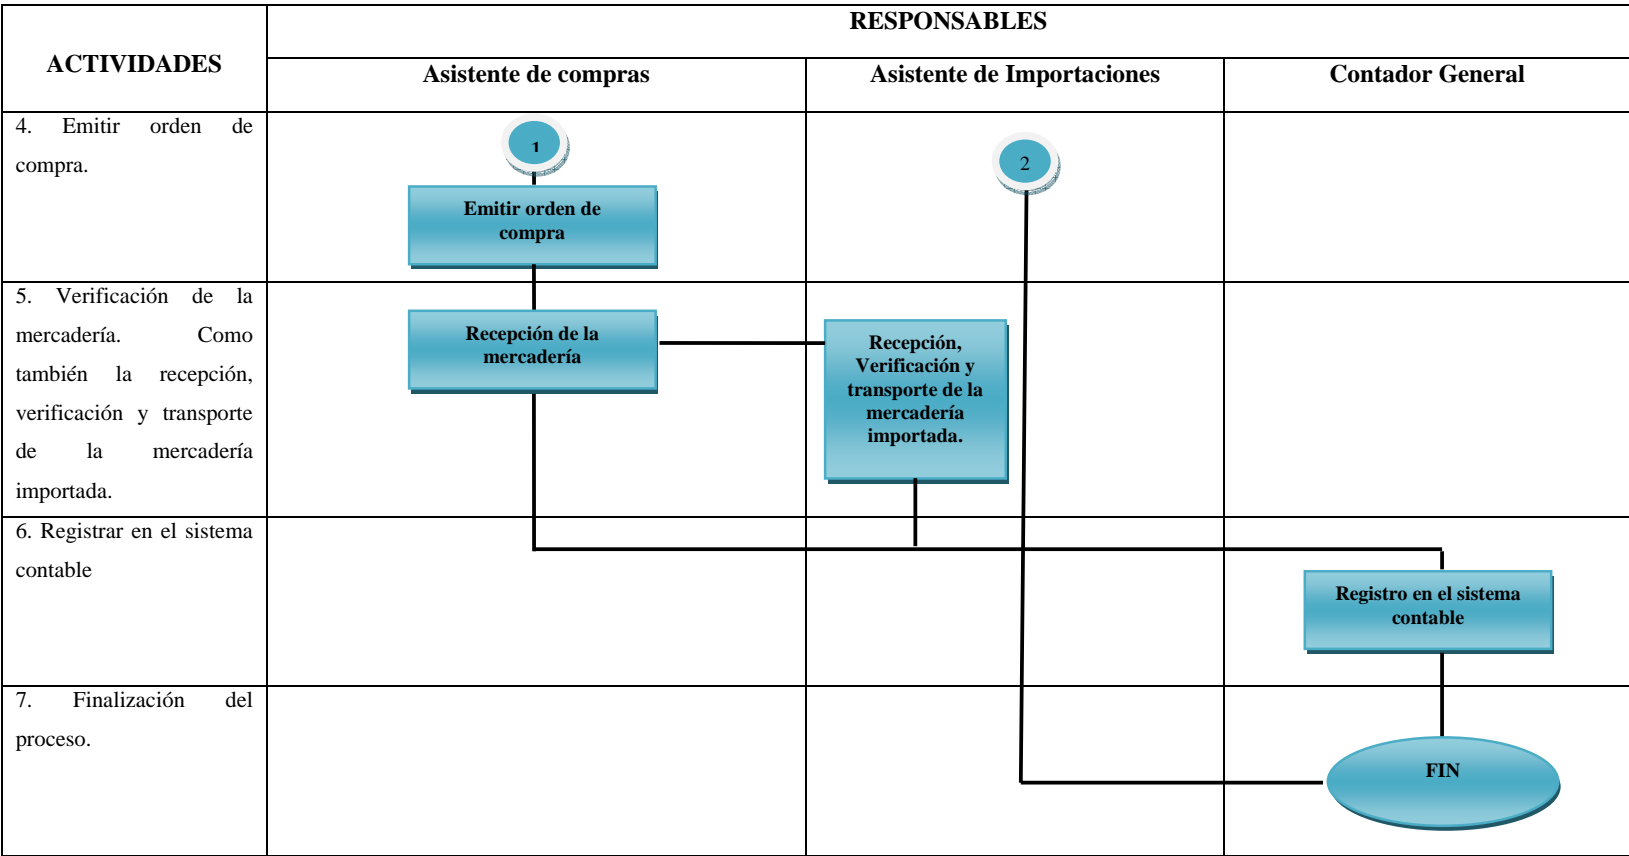 RESPONSABLES
ACTIVIDADES
Asistente de compras
Asistente de Importaciones
Contador General
4. Emitir orden de
compra.
1
2
Emitir orden de
compra
5. Verificación de la
mercadería. Como
también la recepción,
verificación y transporte
de la mercadería
importada.
Recepción de la
mercadería
Recepción,
Verificación y
transporte de la
mercadería
importada.
6. Registrar en el sistema
contable
Registro en el sistema
contable
7. Finalización del
proceso.
FIN